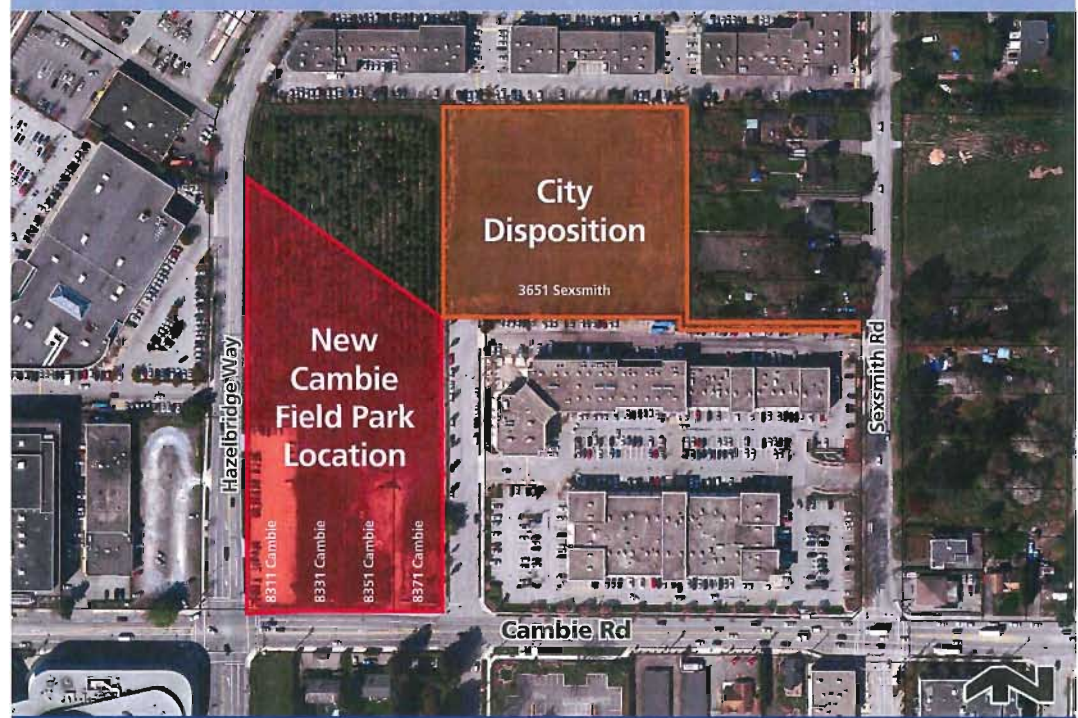 City
Disposition
3651 Sexsmith
New
Cambie
Field Park
Location
8311 Cambie
8331 Cambie
8351 Cambie
8371 Cambie
Hazelbridge Way
Sexsmith Rd
Cambie Rd
N